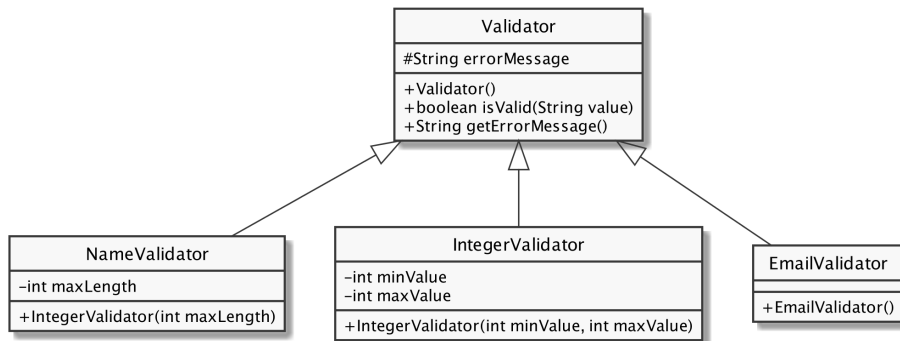 Validator
#String errorMessage
+Validator()
+boolean isValid(String value)
+String getErrorMessage()
NameValidator
-int maxLength
+IntegerValidator(int maxLength)
IntegerValidator
-int minValue
-int maxValue
+IntegerValidator(int minValue, int maxValue)
EmailValidator
+EmailValidator()